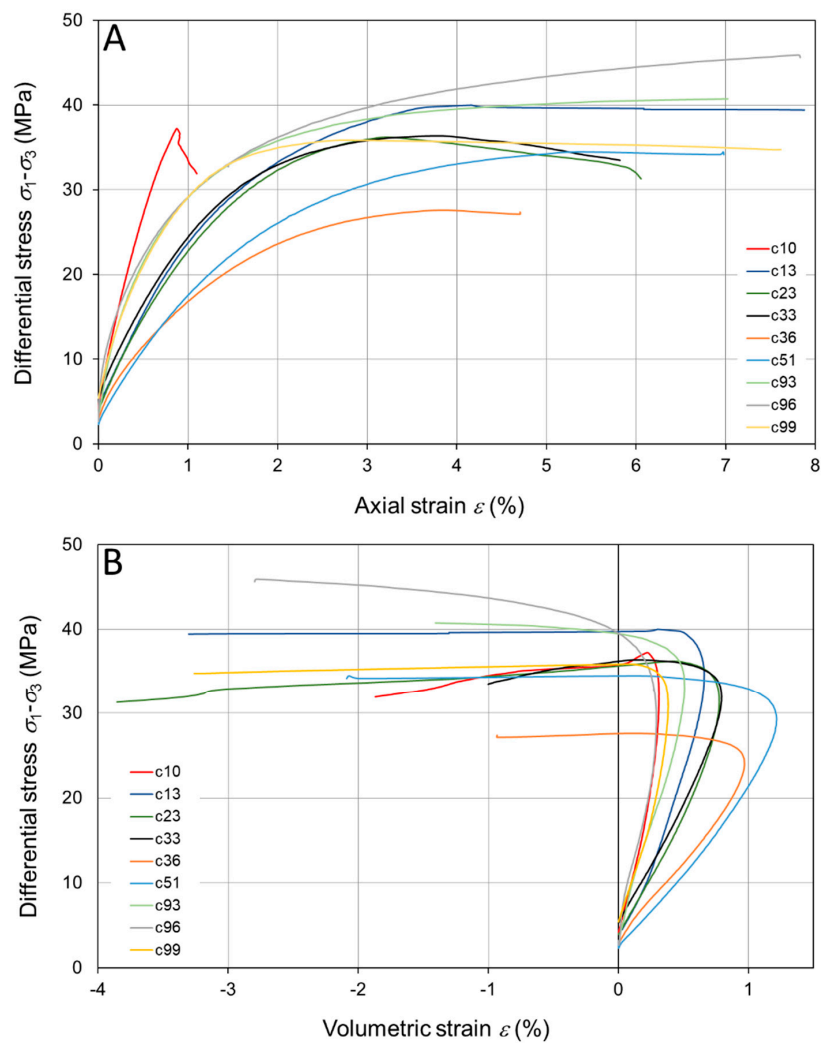 A
50
40
30
20
10
0
Differential stress σ1-σ3 (MPa)
c10
c13
c23
c33
c36
c51
c93
c96
c99
0 1 2 3 4 5 6 7 8
Axial strain ε (%)
B
50
40
30
20
10
0
Differential stress σ1-σ3 (MPa)
c10
c13
c23
c33
c36
c51
c93
c96
c99
-4 -3 -2 -1 0 1
Volumetric strain ε (%)